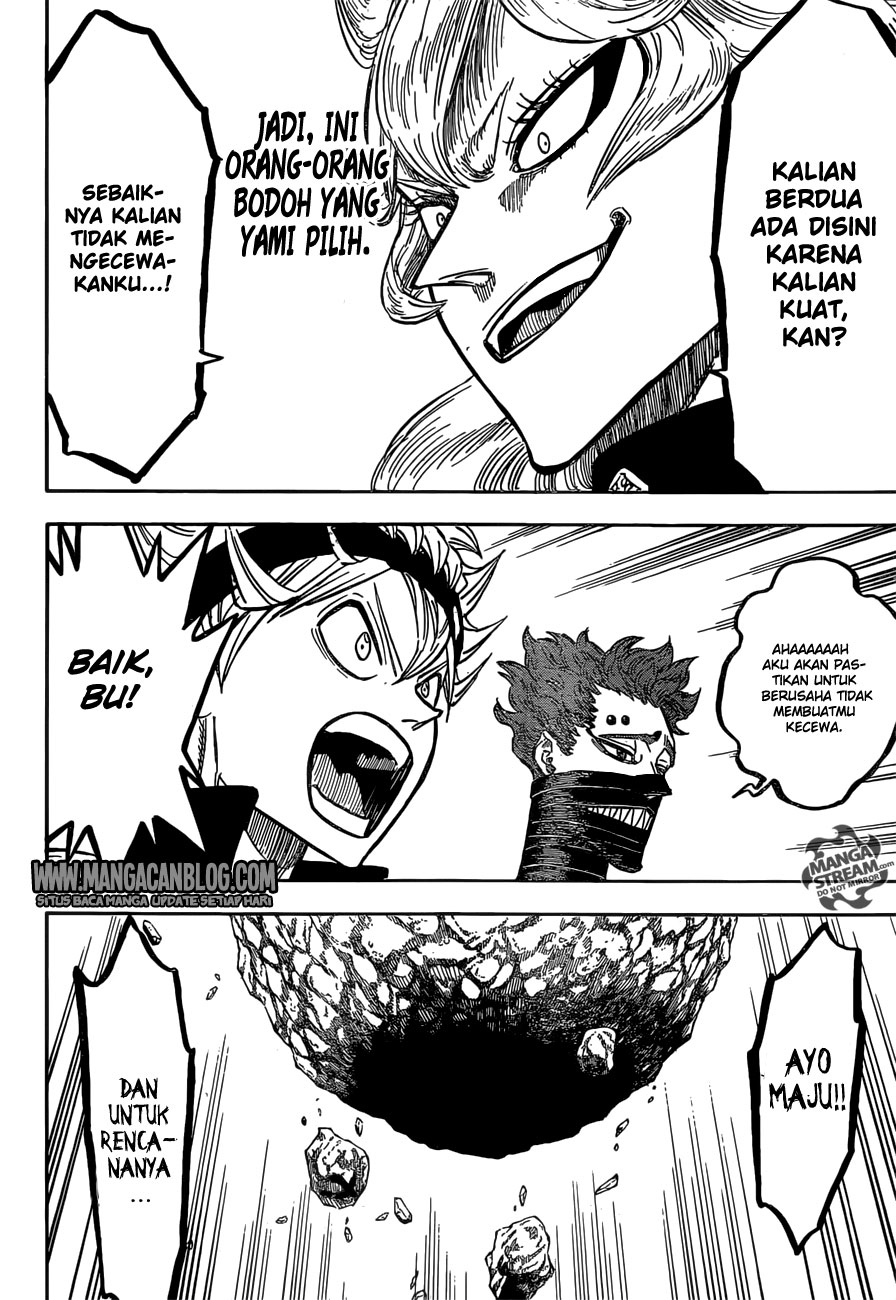 KALIAN
BERDUA
ADA DISINI
KARENA
KALIAN
KUAT,
KAN?
JADI, INI
ORANG-ORANG
BODOH YANG
YAMI PILIH.
SEBAIK-
NYA KALIAN
TIDAK ME-
NGECEWA-
KANKU...!
AHAAAAAAH
AKU AKAN PAS-
TIKAN UNTUK
BERUSAHA TIDAK
MEMBUATMU
KECEWA.
BAIK,
BU!
MANGA
STREAM.com
DO NOT MIRROR
WWW.MANGACANBLOG.COM
SITUS BACA MANGA UPDATE SETIAP HARI
AYO
MAJU!!
DAN
UNTUK
RENCA-
NANYA
...